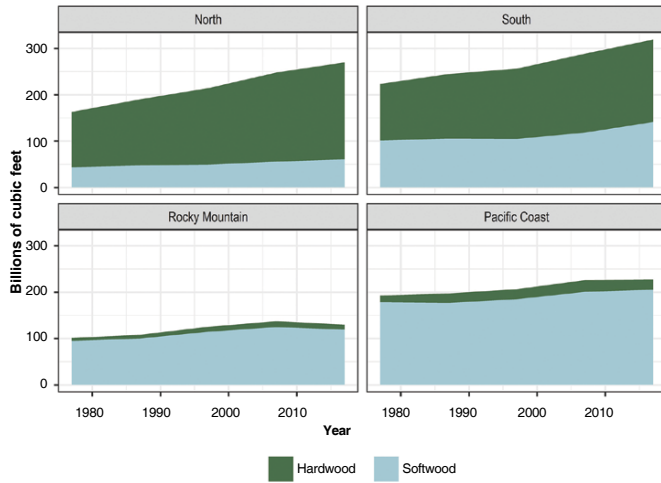 North
South
300
200
100
0
Rocky Mountain
Pacific Coast
300
200
100
0
Billions of cubic feet
1980
1990
2000
2010
1980
1990
2000
2010
Year
Hardwood
Softwood